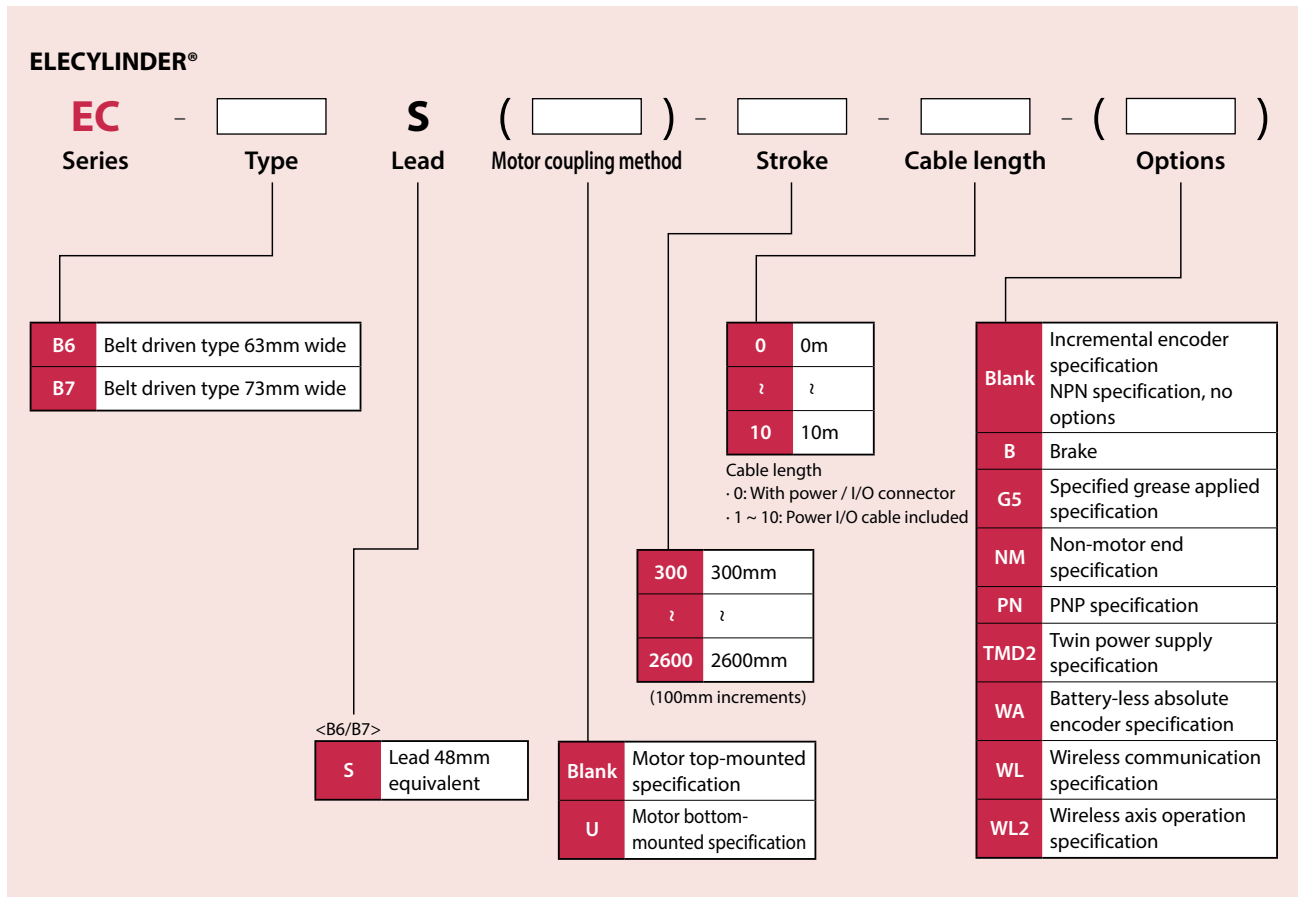 ELECYLINDER®
EC - S ( ) - - - ( )
Series Type Lead Motor coupling method Stroke Cable length Options
B6 Belt driven type 63mm wide
B7 Belt driven type 73mm wide
<B6/B7>
S Lead 48mm
equivalent
Blank Motor top-mounted
specification
U Motor bottom-
mounted specification
300 300mm
~ ~
2600 2600mm
(100mm increments)
0 0m
~ ~
10 10m
Cable length
· 0: With power / I/O connector
· 1 ~ 10: Power I/O cable included
Blank Incremental encoder
specification
NPN specification, no
options
B Brake
G5 Specified grease applied
specification
NM Non-motor end
specification
PN PNP specification
TMD2 Twin power supply
specification
WA Battery-less absolute
encoder specification
WL Wireless communication
specification
WL2 Wireless axis operation
specification